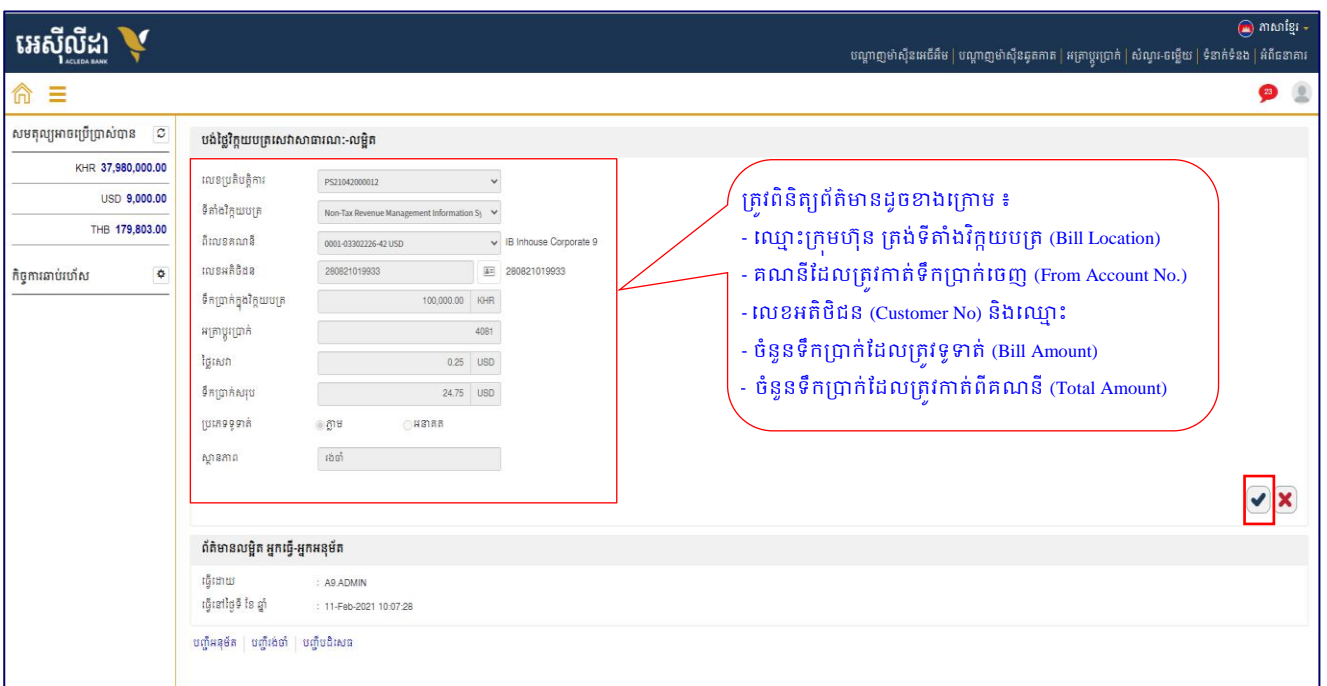 អេស៊ីលីដា
ACLEDA BANK
ភាសាខ្មែរ
បណ្តាញម៉ាស៊ីនអេធីអឹម | បណ្តាញម៉ាស៊ីនឆូតកាត | អត្រាប្តូរប្រាក់ | សំណួរ-ចម្លើយ | ទំនាក់ទំនង | អំពីធនាគារ
23
សមតុល្យអាចប្រើប្រាស់បាន
KHR 37,980,000.00
USD 9,000.00
THB 179,803.00
កិច្ចការឆាប់រហ័ស
បង់ថ្លៃវិក្កយបត្រសេវាសាធារណៈ-លម្អិត
លេខប្រតិបត្តិការ PS21042000012
ទីតាំងវិក្កយបត្រ Non-Tax Revenue Management Information Sy
ពីលេខគណនី 0001-03302226-42 USD IB Inhouse Corporate 9
លេខអតិថិជន 280821019933 280821019933
ទឹកប្រាក់ក្នុងវិក្កយបត្រ 100,000.00 KHR
អត្រាប្តូរប្រាក់ 4081
ថ្លៃសេវា 0.25 USD
ទឹកប្រាក់សរុប 24.75 USD
ប្រភេទទូទាត់ ភ្លាម អនាគត
ស្ថានភាព រង់ចាំ
ត្រូវពិនិត្យព័ត៌មានដូចខាងក្រោម ៖
- ឈ្មោះក្រុមហ៊ុន ត្រង់ទីតាំងវិក្កយបត្រ (Bill Location)
- គណនីដែលត្រូវកាត់ទឹកប្រាក់ចេញ (From Account No.)
- លេខអតិថិជន (Customer No) និងឈ្មោះ
- ចំនួនទឹកប្រាក់ដែលត្រូវទូទាត់ (Bill Amount)
- ចំនួនទឹកប្រាក់ដែលត្រូវកាត់ពីគណនី (Total Amount)
ព័ត៌មានលម្អិត អ្នកធ្វើ-អ្នកអនុម័ត
ធ្វើដោយ : A9.ADMIN
ធ្វើនៅថ្ងៃទី ខែ ឆ្នាំ : 11-Feb-2021 10:07:28
បញ្ជីអនុម័ត | បញ្ជីរង់ចាំ | បញ្ជីបដិសេធ